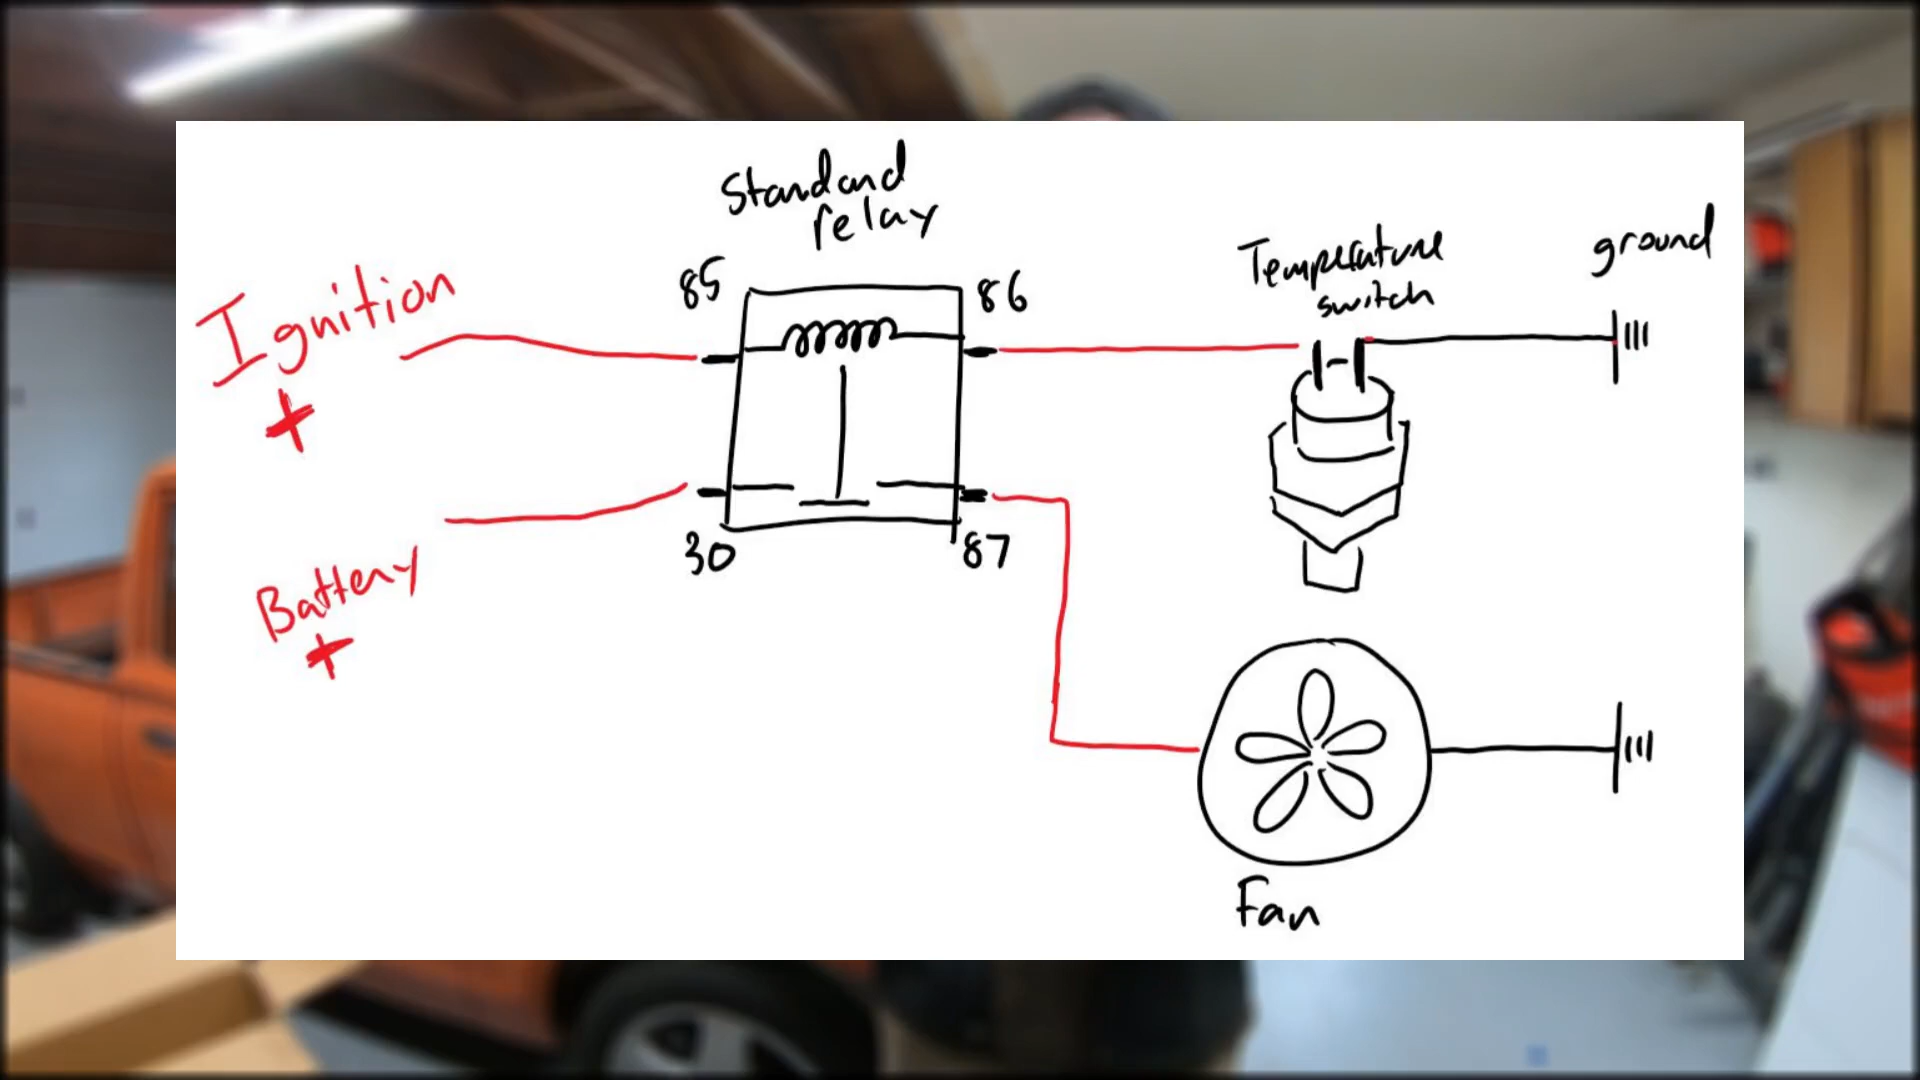 Standard
relay
85
86
Ignition
+
Temperature
switch
ground
30
87
Battery
+
Fan